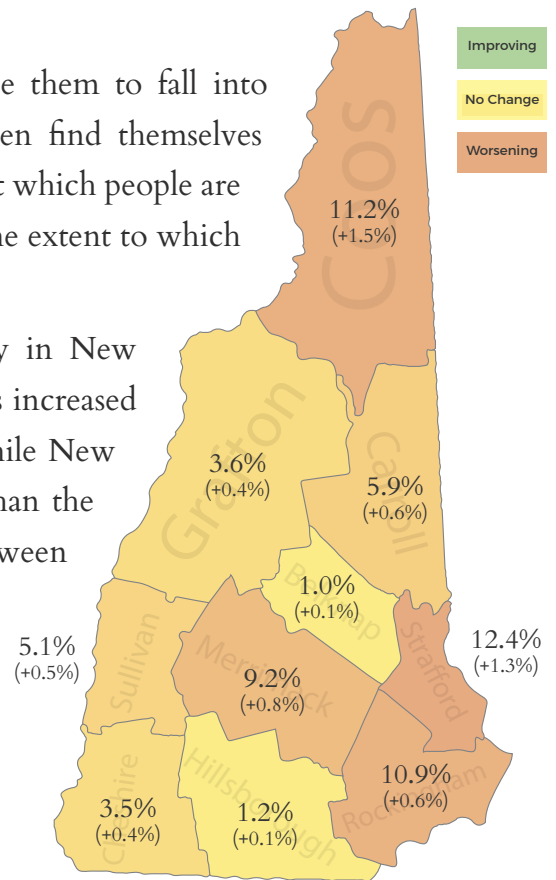 e them to fall into
en find themselves
t which people are
ne extent to which
y in New
s increased
hile New
han the
ween
Improving
No Change
Worsening
Coos
11.2%
(+1.5%)
Grafton
3.6%
(+0.4%)
Carroll
5.9%
(+0.6%)
Belknap
1.0%
(+0.1%)
Sullivan
5.1%
(+0.5%)
Merrimack
9.2%
(+0.8%)
Strafford
12.4%
(+1.3%)
Cheshire
3.5%
(+0.4%)
Hillsborough
1.2%
(+0.1%)
Rockingham
10.9%
(+0.6%)